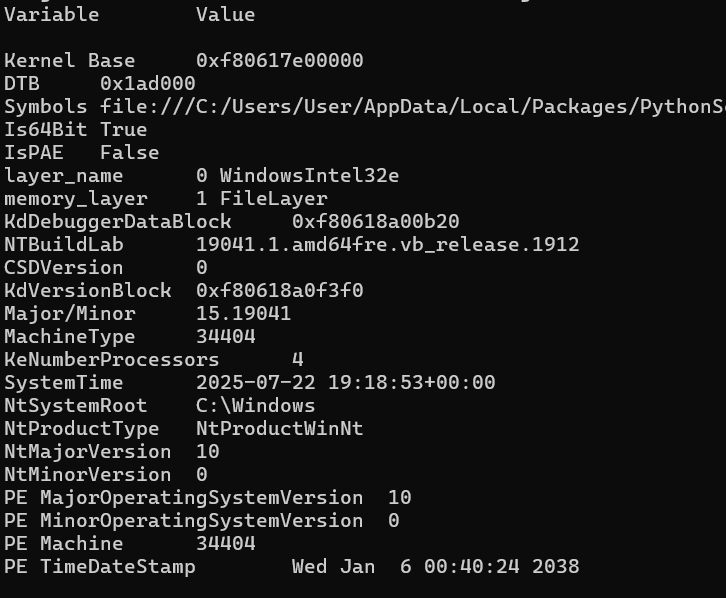 Variable Value
Kernel Base 0xf80617e00000
DTB 0x1ad000
Symbols file:///C:/Users/User/AppData/Local/Packages/PythonS
Is64Bit True
IsPAE False
layer_name 0 WindowsIntel32e
memory_layer 1 FileLayer
KdDebuggerDataBlock 0xf80618a00b20
NTBuildLab 19041.1.amd64fre.vb_release.1912
CSDVersion 0
KdVersionBlock 0xf80618a0f3f0
Major/Minor 15.19041
MachineType 34404
KeNumberProcessors 4
SystemTime 2025-07-22 19:18:53+00:00
NtSystemRoot C:\Windows
NtProductType NtProductWinNt
NtMajorVersion 10
NtMinorVersion 0
PE MajorOperatingSystemVersion 10
PE MinorOperatingSystemVersion 0
PE Machine 34404
PE TimeDateStamp Wed Jan 6 00:40:24 2038